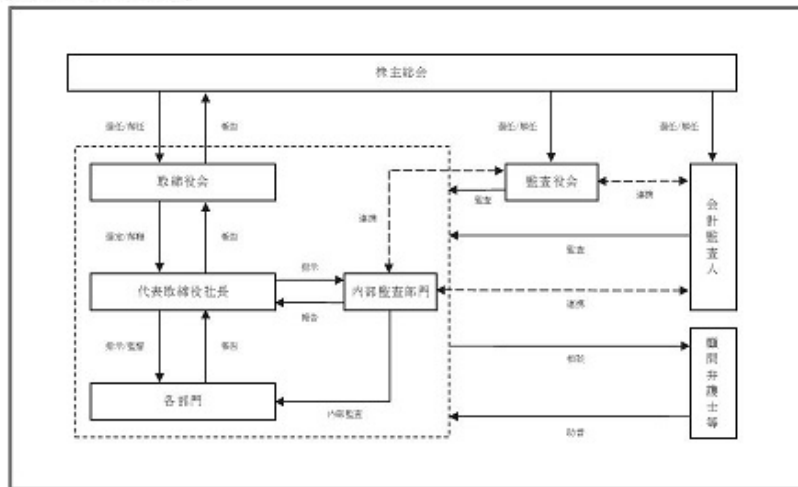 株主総会
選任/解任
報告
選任/解任
選任/解任
取締役会
監査役会
会計監査人
連携
監査
連携
選定/解職
報告
監査
指示
代表取締役社長
内部監査部門
報告
連携
指示/監督
報告
相談
顧問弁護士等
各部門
内部監査
助言